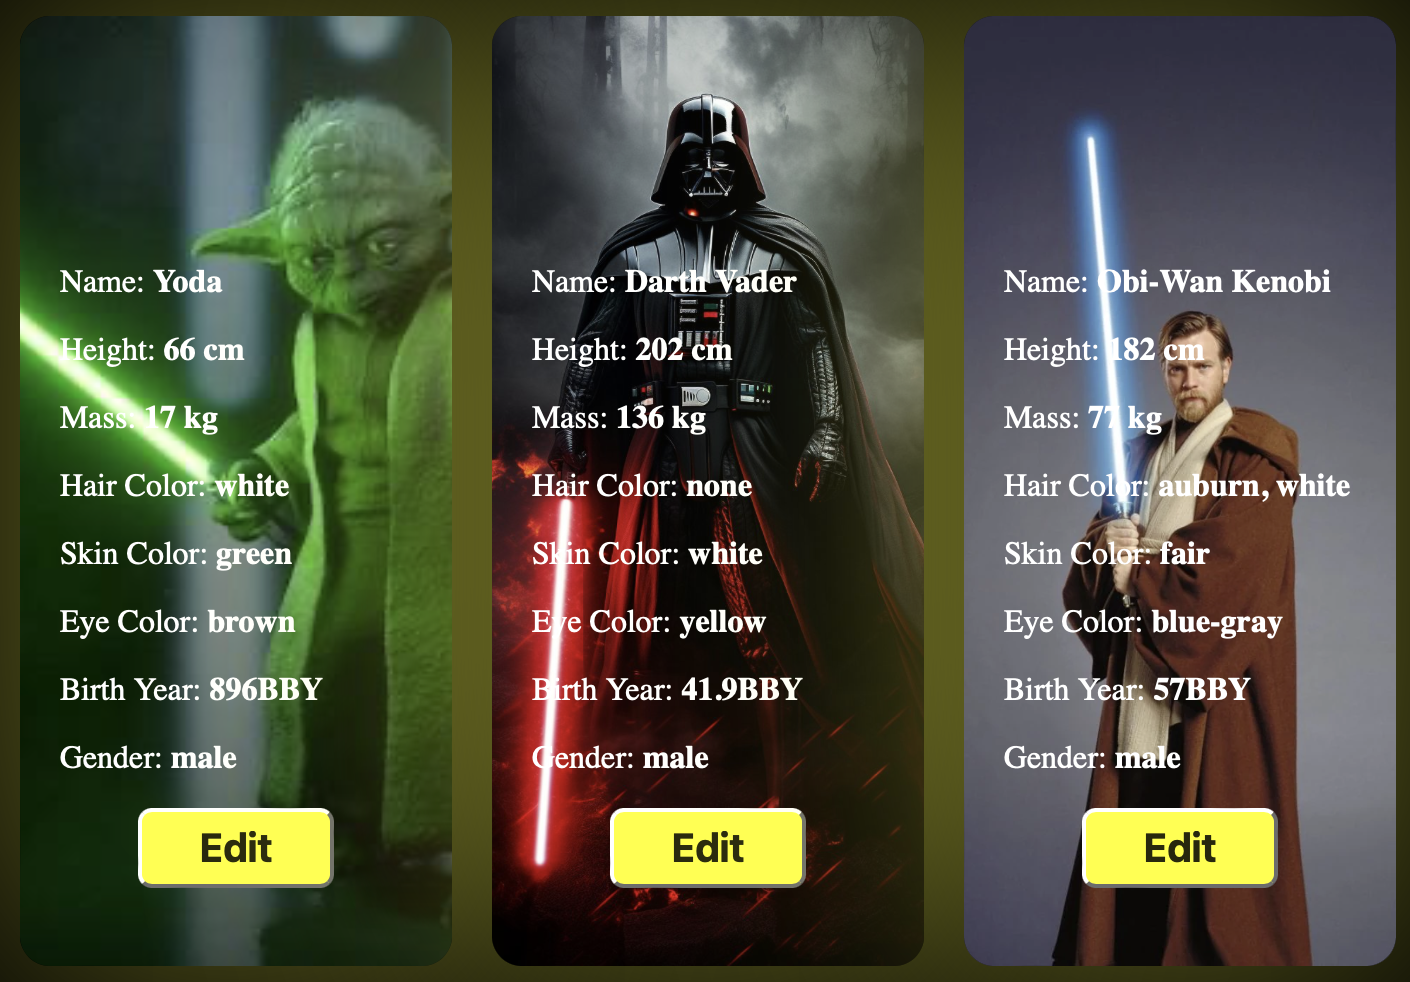 Name: Yoda
Height: 66 cm
Mass: 17 kg
Hair Color: white
Skin Color: green
Eye Color: brown
Birth Year: 896BBY
Gender: male
Edit
Name: Darth Vader
Height: 202 cm
Mass: 136 kg
Hair Color: none
Skin Color: white
Eye Color: yellow
Birth Year: 41.9BBY
Gender: male
Edit
Name: Obi-Wan Kenobi
Height: 182 cm
Mass: 77 kg
Hair Color: auburn, white
Skin Color: fair
Eye Color: blue-gray
Birth Year: 57BBY
Gender: male
Edit